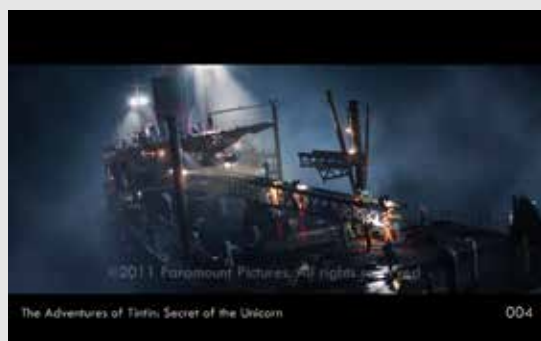 ©2011 Paramount Pictures. All rights reserved
The Adventures of Tintin: Secret of the Unicorn
004